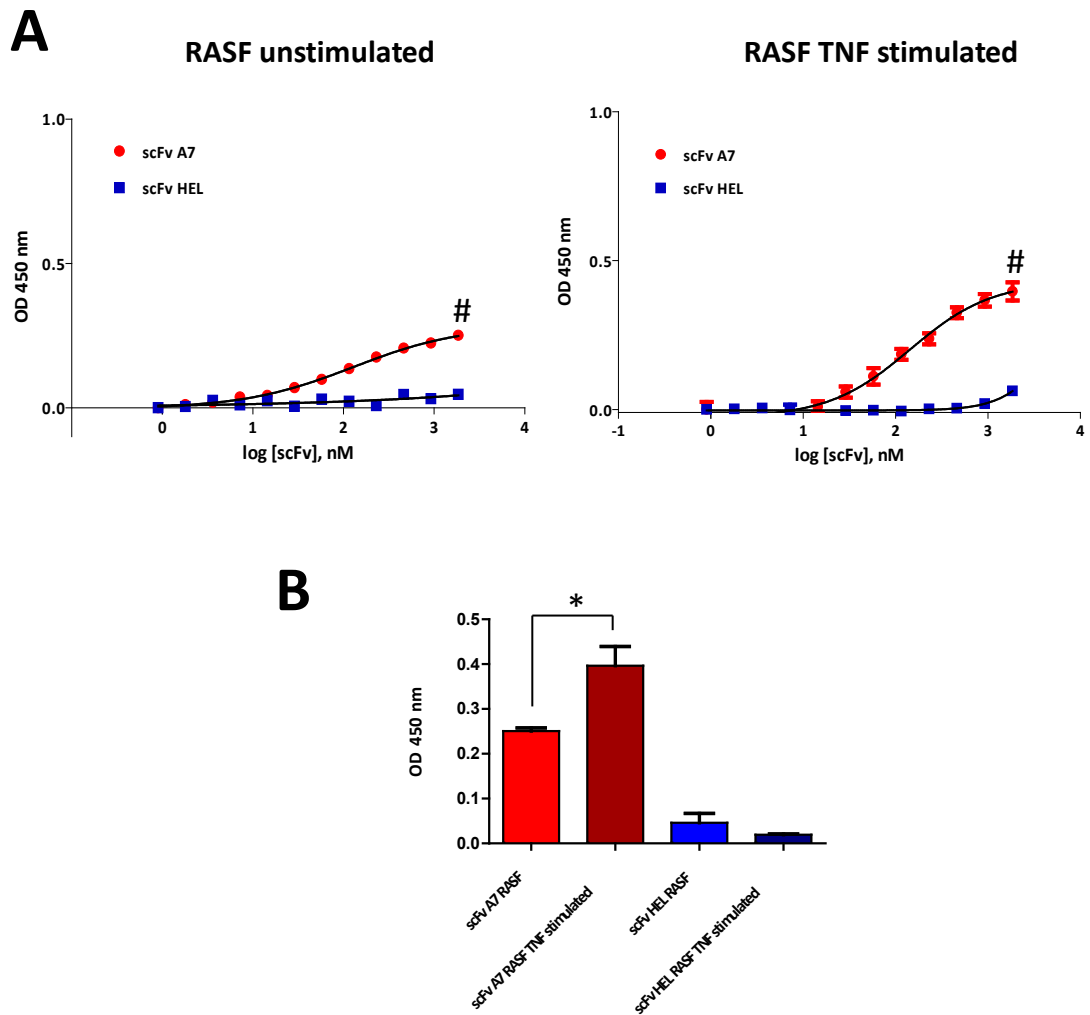 A
RASF unstimulated
RASF TNF stimulated
1.0
0.5
0.0
OD 450 nm
scFv A7
scFv HEL
#
0
1
2
3
4
log [scFv], nM
1.0
0.5
0.0
OD 450 nm
scFv A7
scFv HEL
#
-1
0
1
2
3
4
log [scFv], nM
B
*
0.5
0.4
0.3
0.2
0.1
0.0
OD 450 nm
scFv A7 RASF
scFv A7 RASF TNF stimulated
scFv HEL RASF
scFv HEL RASF TNF stimulated